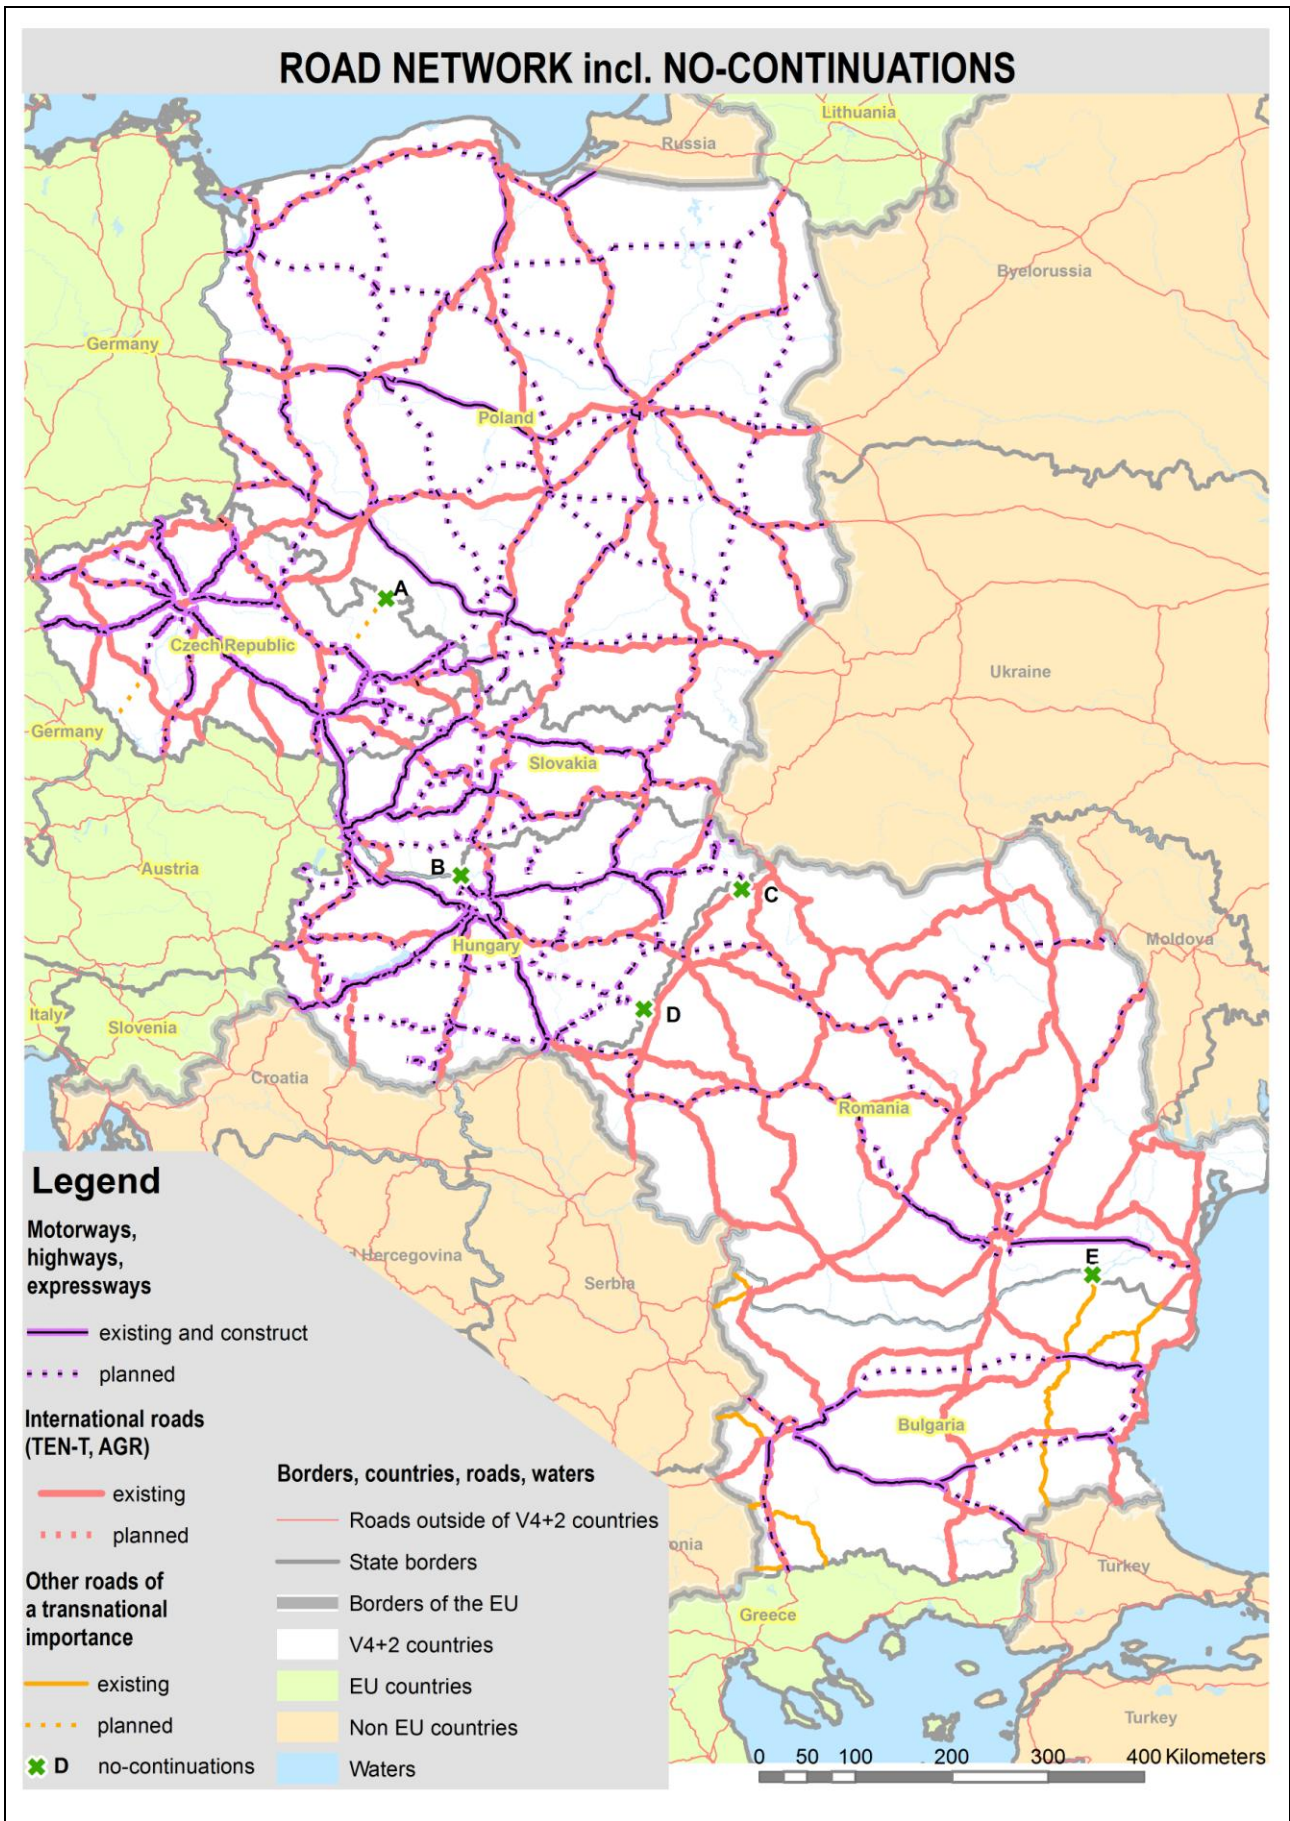 ROAD NETWORK incl. NO-CONTINUATIONS
Lithuania
Russia
Byelorussia
Germany
Poland
A
Czech Republic
Ukraine
Germany
Slovakia
Austria
B
C
Hungary
Moldova
Italy
Slovenia
D
Croatia
Romania
Hercegovina
Serbia
E
Bulgaria
onia
Turkey
Greece
Turkey
Legend
Motorways,
highways,
expressways
existing and construct
planned
International roads
(TEN-T, AGR)
existing
planned
Other roads of
a transnational
importance
existing
planned
D no-continuations
Borders, countries, roads, waters
Roads outside of V4+2 countries
State borders
Borders of the EU
V4+2 countries
EU countries
Non EU countries
Waters
0 50 100 200 300 400 Kilometers